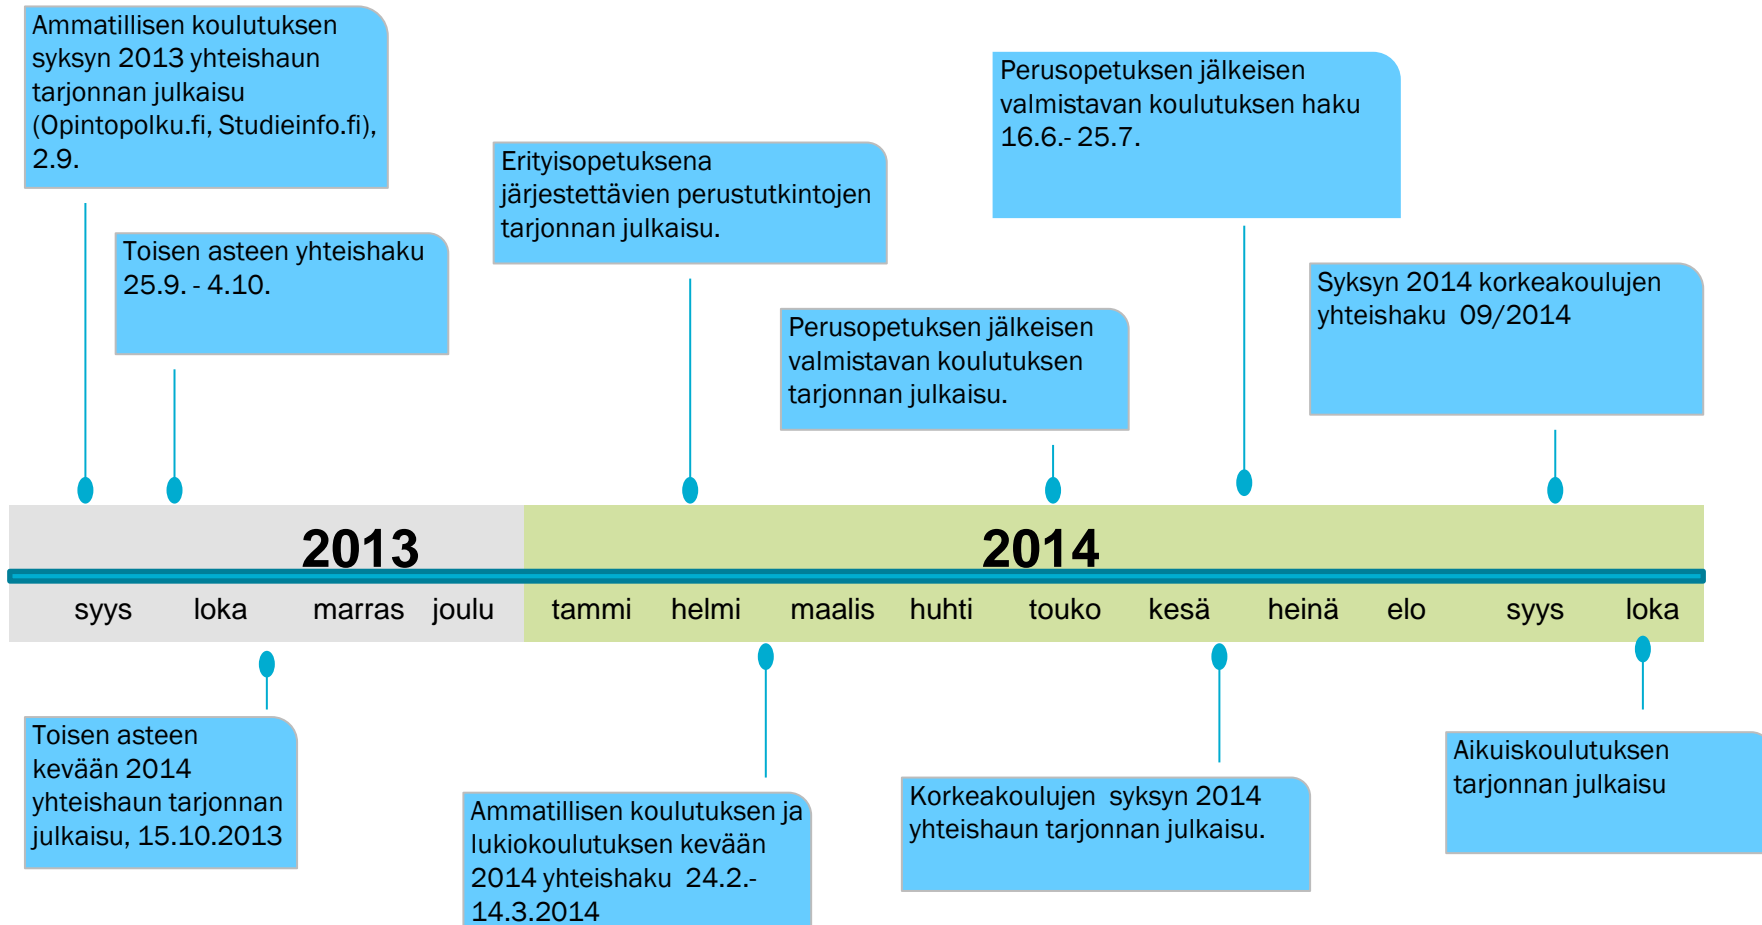 Ammatillisen koulutuksen
syksyn 2013 yhteishaun
tarjonnan julkaisu
(Opintopolku.fi, Studieinfo.fi),
2.9.
Toisen asteen yhteishaku
25.9. - 4.10.
Erityisopetuksena
järjestettävien perustutkintojen
tarjonnan julkaisu.
Perusopetuksen jälkeisen
valmistavan koulutuksen
tarjonnan julkaisu.
Perusopetuksen jälkeisen
valmistavan koulutuksen haku
16.6.- 25.7.
Syksyn 2014 korkeakoulujen
yhteishaku 09/2014
2013 2014
syys loka marras joulu tammi helmi maalis huhti touko kesä heinä elo syys loka
Toisen asteen
kevään 2014
yhteishaun tarjonnan
julkaisu, 15.10.2013
Ammatillisen koulutuksen ja
lukiokoulutuksen kevään
2014 yhteishaku 24.2.-
14.3.2014
Korkeakoulujen syksyn 2014
yhteishaun tarjonnan julkaisu.
Aikuiskoulutuksen
tarjonnan julkaisu